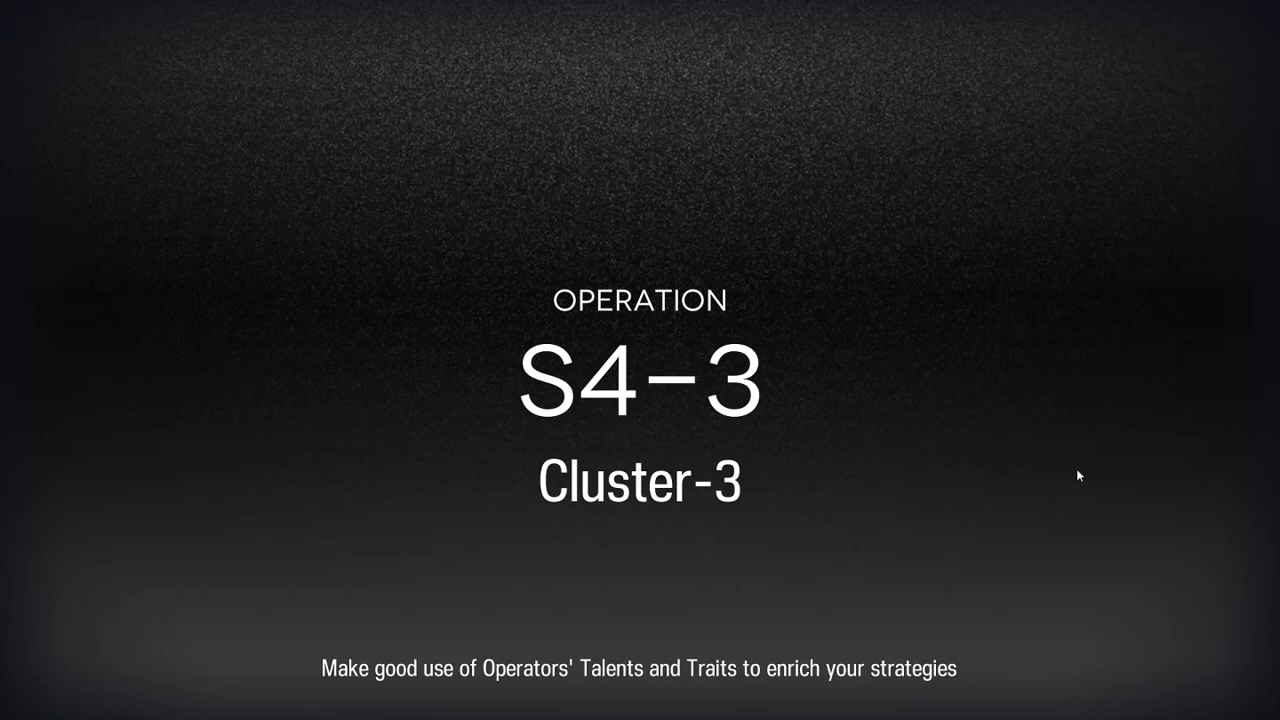 OPERATION
S4-3
Cluster-3
Make good use of Operators' Talents and Traits to enrich your strategies